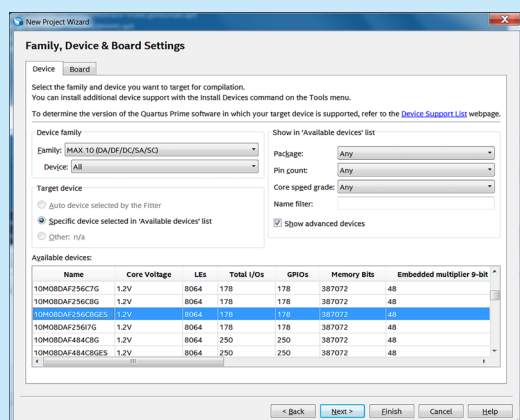 New Project Wizard
Family, Device & Board Settings
Device Board
Select the family and device you want to target for compilation.
You can install additional device support with the Install Devices command on the Tools menu.
To determine the version of the Quartus Prime software in which your target device is supported, refer to the Device Support List webpage.
Device family
Family: MAX 10 (DA/DF/DC/SA/SC)
Device: All
Target device
Auto device selected by the Fitter
Specific device selected in 'Available devices' list
Other: n/a
Show in 'Available devices' list
Package: Any
Pin count: Any
Core speed grade: Any
Name filter:
Show advanced devices
Available devices:
Name Core Voltage LEs Total I/Os GPIOs Memory Bits Embedded multiplier 9-bit
10M08DAF256C7G 1.2V 8064 178 178 387072 48
10M08DAF256C8G 1.2V 8064 178 178 387072 48
10M08DAF256C8GES 1.2V 8064 178 178 387072 48
10M08DAF256I7G 1.2V 8064 178 178 387072 48
10M08DAF484C8G 1.2V 8064 250 250 387072 48
10M08DAF484C8GES 1.2V 8064 250 250 387072 48
< Back Next > Finish Cancel Help